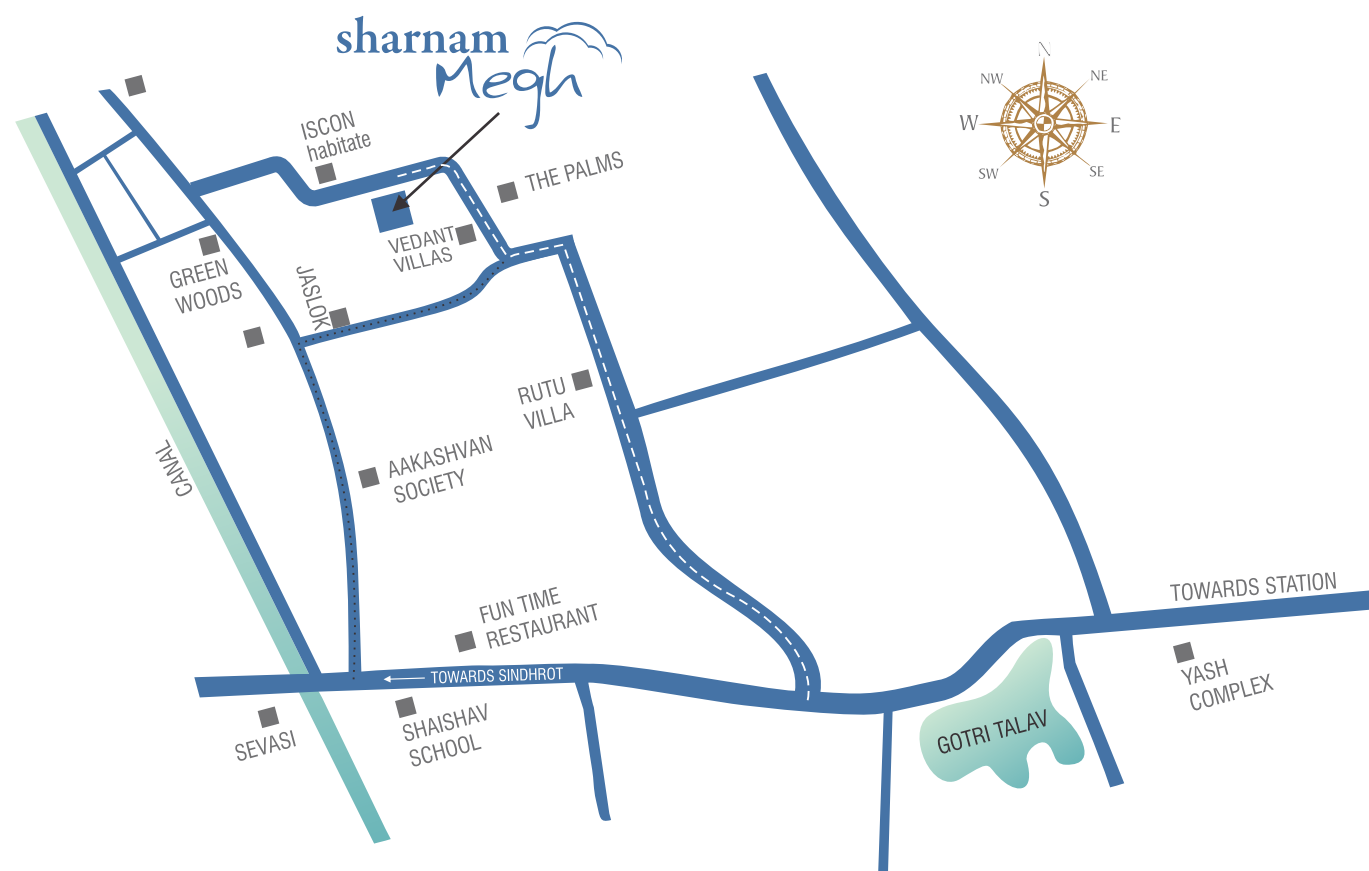 sharnam
Megh
N
NW
NE
W
E
SW
SE
S
ISCON
habitate
THE PALMS
VEDANT
VILLAS
GREEN
WOODS
JASLOK
RUTU
VILLA
CANAL
AAKASHVAN
SOCIETY
FUN TIME
RESTAURANT
TOWARDS STATION
TOWARDS SINDHROT
YASH
COMPLEX
SEVASI
SHAISHAV
SCHOOL
GOTRI TALAV